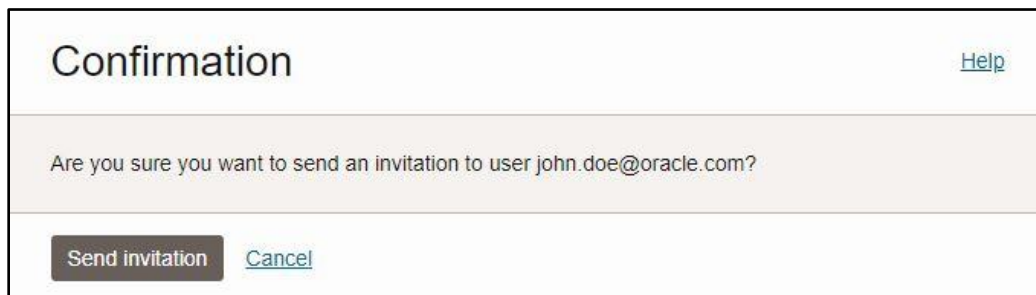 Confirmation
Help
Are you sure you want to send an invitation to user john.doe@oracle.com?
Send invitation Cancel